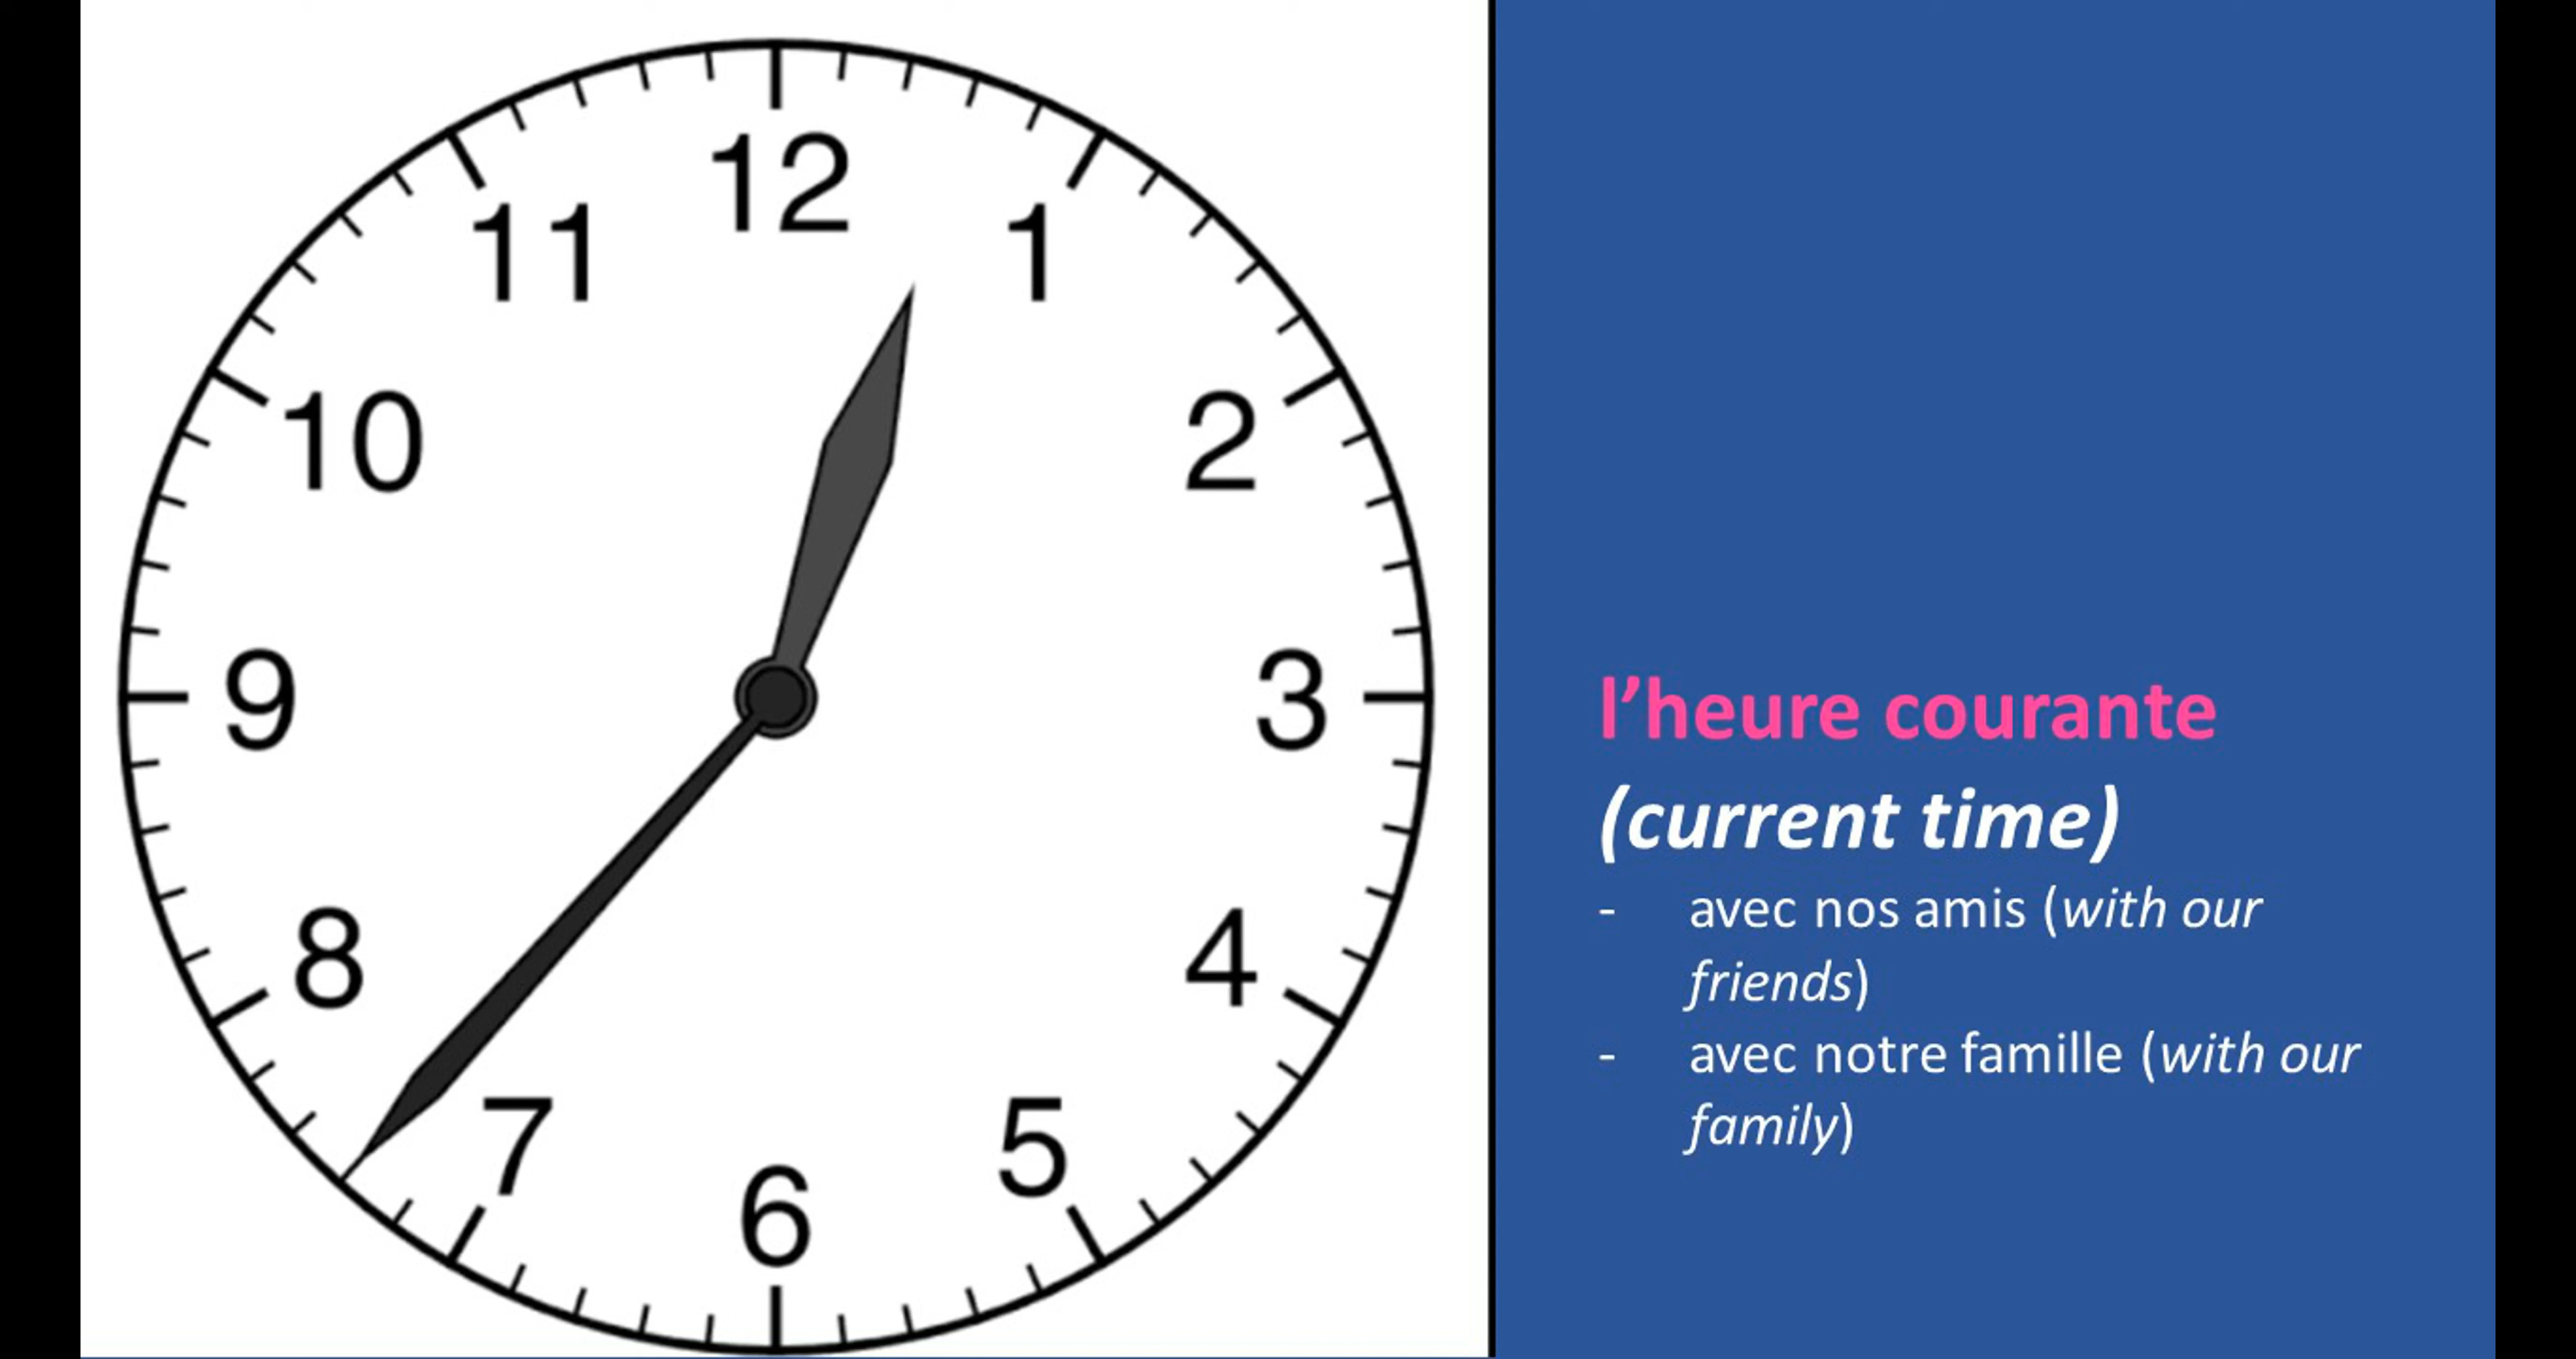 12
11
1
10
2
9
3
8
4
7
5
6
l’heure courante
(current time)
- avec nos amis (with our
friends)
- avec notre famille (with our
family)